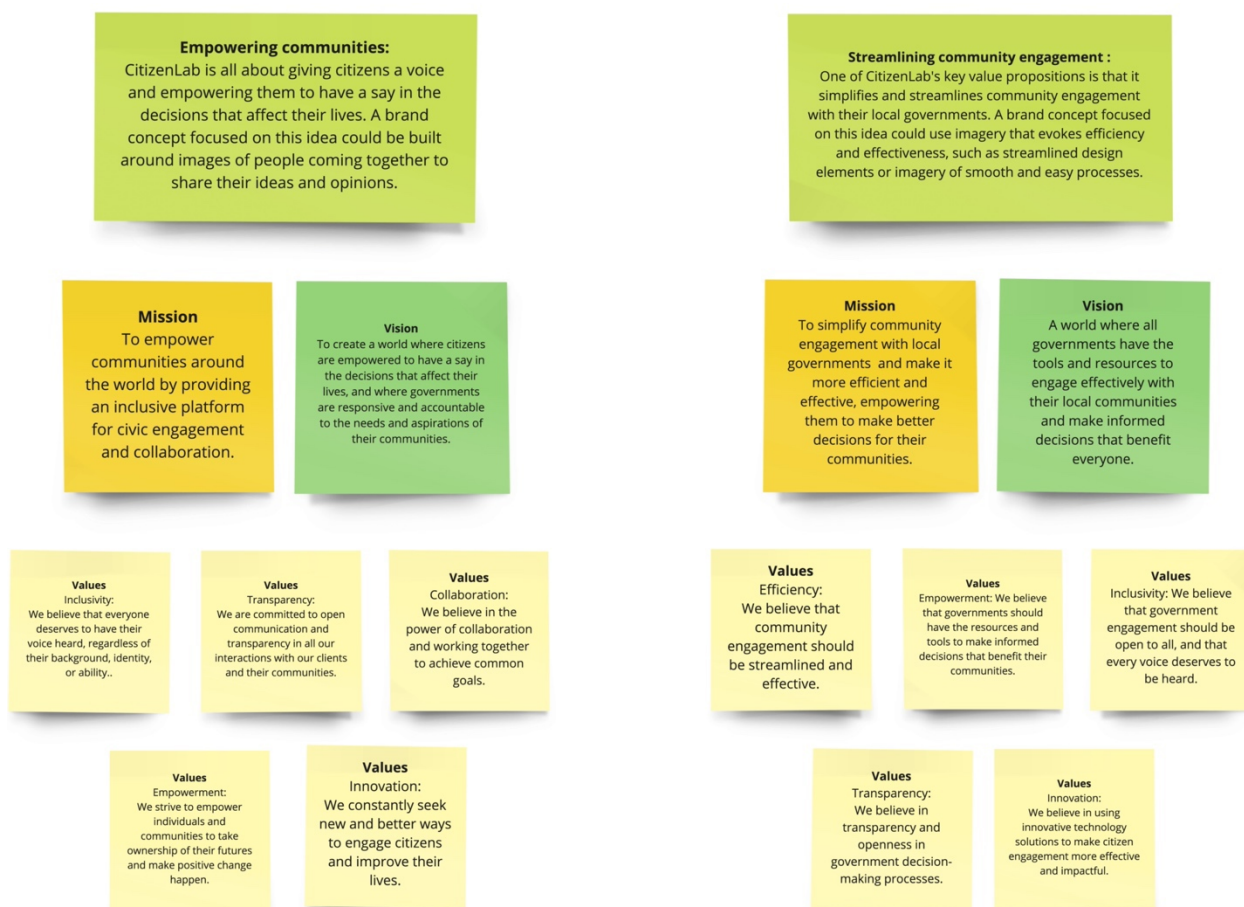 Empowering communities:
CitizenLab is all about giving citizens a voice
and empowering them to have a say in the
decisions that affect their lives. A brand
concept focused on this idea could be built
around images of people coming together to
share their ideas and opinions.
Mission
To empower
communities around
the world by providing
an inclusive platform
for civic engagement
and collaboration.
Vision
To create a world where citizens
are empowered to have a say in
the decisions that affect their
lives, and where governments
are responsive and accountable
to the needs and aspirations of
their communities.
Values
Inclusivity:
We believe that everyone
deserves to have their
voice heard, regardless of
their background, identity,
or ability..
Values
Transparency:
We are committed to open
communication and
transparency in all our
interactions with our clients
and their communities.
Values
Collaboration:
We believe in the
power of collaboration
and working together
to achieve common
goals.
Values
Empowerment:
We strive to empower
individuals and
communities to take
ownership of their futures
and make positive change
happen.
Values
Innovation:
We constantly seek
new and better ways
to engage citizens
and improve their
lives.
Streamlining community engagement :
One of CitizenLab's key value propositions is that it
simplifies and streamlines community engagement
with their local governments. A brand concept focused
on this idea could use imagery that evokes efficiency
and effectiveness, such as streamlined design
elements or imagery of smooth and easy processes.
Mission
To simplify community
engagement with local
governments and make it
more efficient and
effective, empowering
them to make better
decisions for their
communities.
Vision
A world where all
governments have the
tools and resources to
engage effectively with
their local communities
and make informed
decisions that benefit
everyone.
Values
Efficiency:
We believe that
community
engagement should
be streamlined and
effective.
Values
Empowerment: We believe
that governments should
have the resources and
tools to make informed
decisions that benefit their
communities.
Values
Inclusivity: We believe
that government
engagement should be
open to all, and that
every voice deserves to
be heard.
Values
Transparency:
We believe in
transparency and
openness in
government decision-
making processes.
Values
Innovation:
We believe in using
innovative technology
solutions to make citizen
engagement more effective
and impactful.